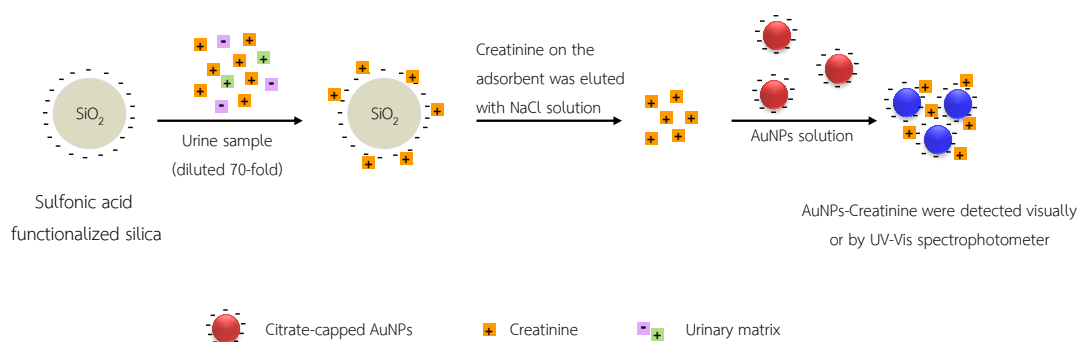 SiO2
Sulfonic acid
functionalized silica
Urine sample
(diluted 70-fold)
SiO2
Creatinine on the
adsorbent was eluted
with NaCl solution
AuNPs solution
AuNPs-Creatinine were detected visually
or by UV-Vis spectrophotometer
Citrate-capped AuNPs
Creatinine
Urinary matrix